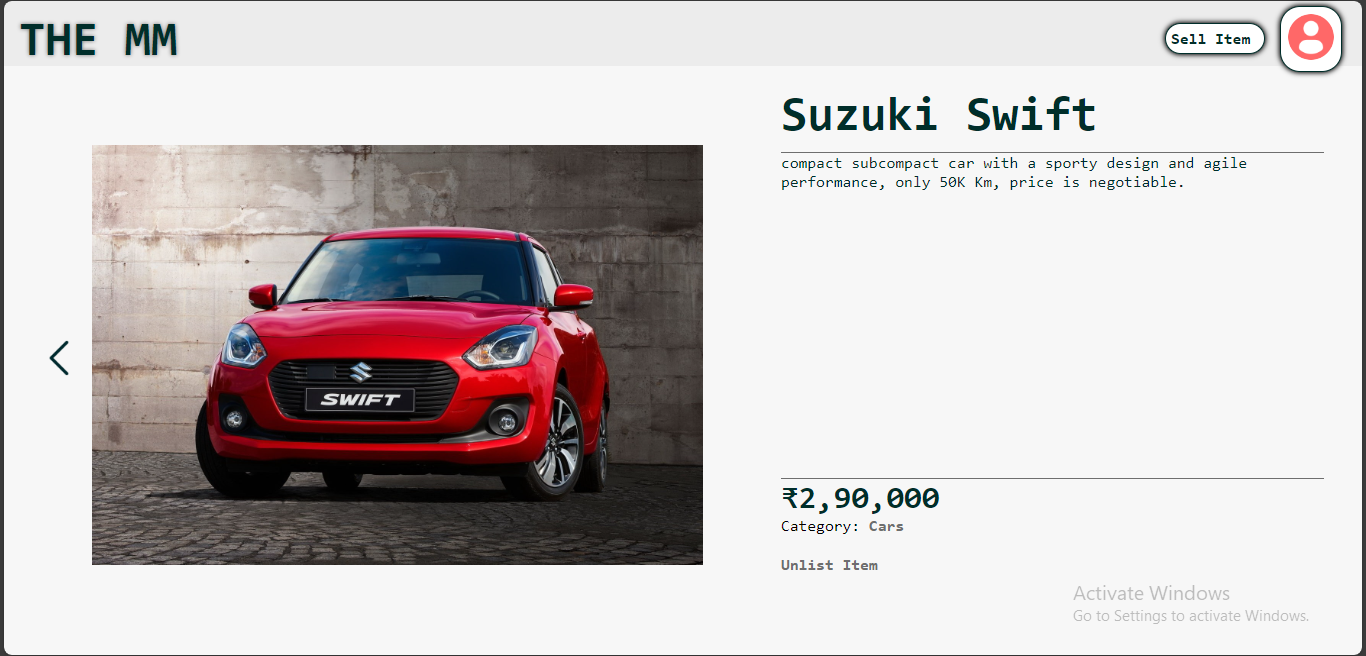 THE MM
Sell Item
Suzuki Swift
compact subcompact car with a sporty design and agile
performance, only 50K Km, price is negotiable.
SWIFT
₹2,90,000
Category: Cars
Unlist Item
Activate Windows
Go to Settings to activate Windows.